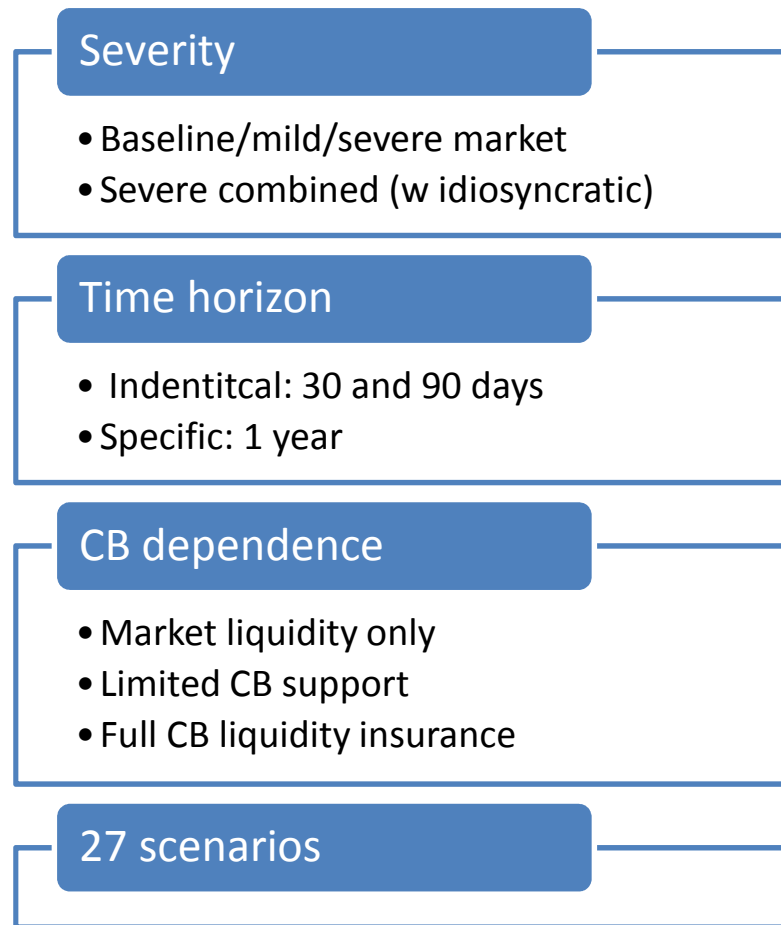 Severity
• Baseline/mild/severe market
• Severe combined (w idiosyncratic)
Time horizon
• Indentitcal: 30 and 90 days
• Specific: 1 year
CB dependence
• Market liquidity only
• Limited CB support
• Full CB liquidity insurance
27 scenarios